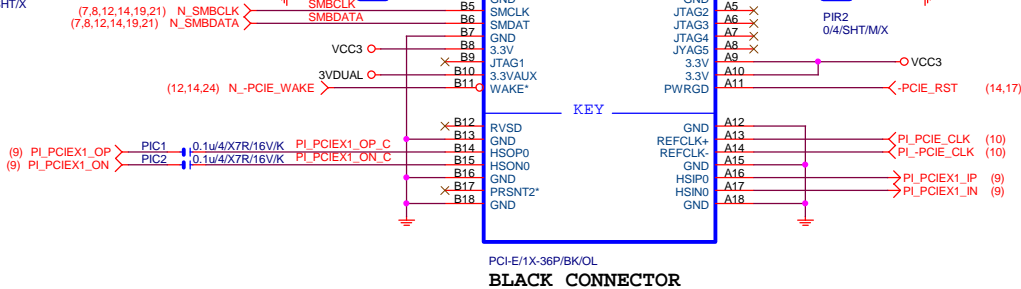 SHT/X
(7,8,12,14,19,21) N_SMBCLK SMBCLK B5 SMCLK JTAG2 A5
(7,8,12,14,19,21) N_SMBDATA SMBDATA B6 SMDAT JTAG3 A6 PIR2
B7 GND JTAG4 A7 0/4/SHT/M/X
VCC3 B8 3.3V JYAG5 A8
B9 JTAG1 3.3V A9 VCC3
3VDUAL B10 3.3VAUX 3.3V A10
(12,14,24) N_-PCIE_WAKE B11 WAKE* PWRGD A11 -PCIE_RST (14,17)
KEY
B12 RVSD GND A12
B13 GND REFCLK+ A13 PI_PCIE_CLK (10)
(9) PI_PCIEX1_OP PIC1 0.1u/4/X7R/16V/K PI_PCIEX1_OP_C B14 HSOP0 REFCLK- A14 PI_-PCIE_CLK (10)
(9) PI_PCIEX1_ON PIC2 0.1u/4/X7R/16V/K PI_PCIEX1_ON_C B15 HSON0 GND A15
B16 GND HSIP0 A16 PI_PCIEX1_IP (9)
B17 PRSNT2* HSIN0 A17 PI_PCIEX1_IN (9)
B18 GND GND A18
PCI-E/1X-36P/BK/OL
BLACK CONNECTOR